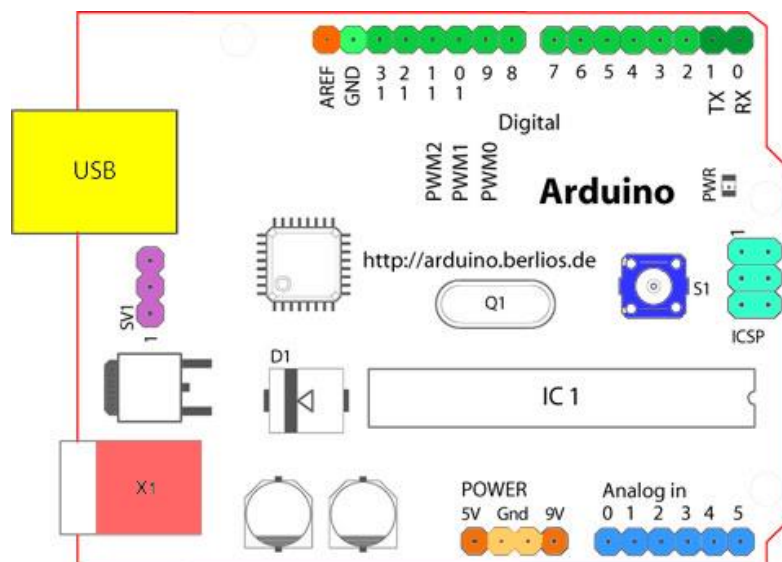 AREF GND 13 12 11 10 9 8 7 6 5 4 3 2 1 0
TX RX
Digital
USB
PWM2 PWM1 PWM0
Arduino
PWR
http://arduino.berlios.de
1
SV1
1
Q1
S1
ICSP
D1
IC 1
X1
POWER
5V Gnd 9V
Analog in
0 1 2 3 4 5